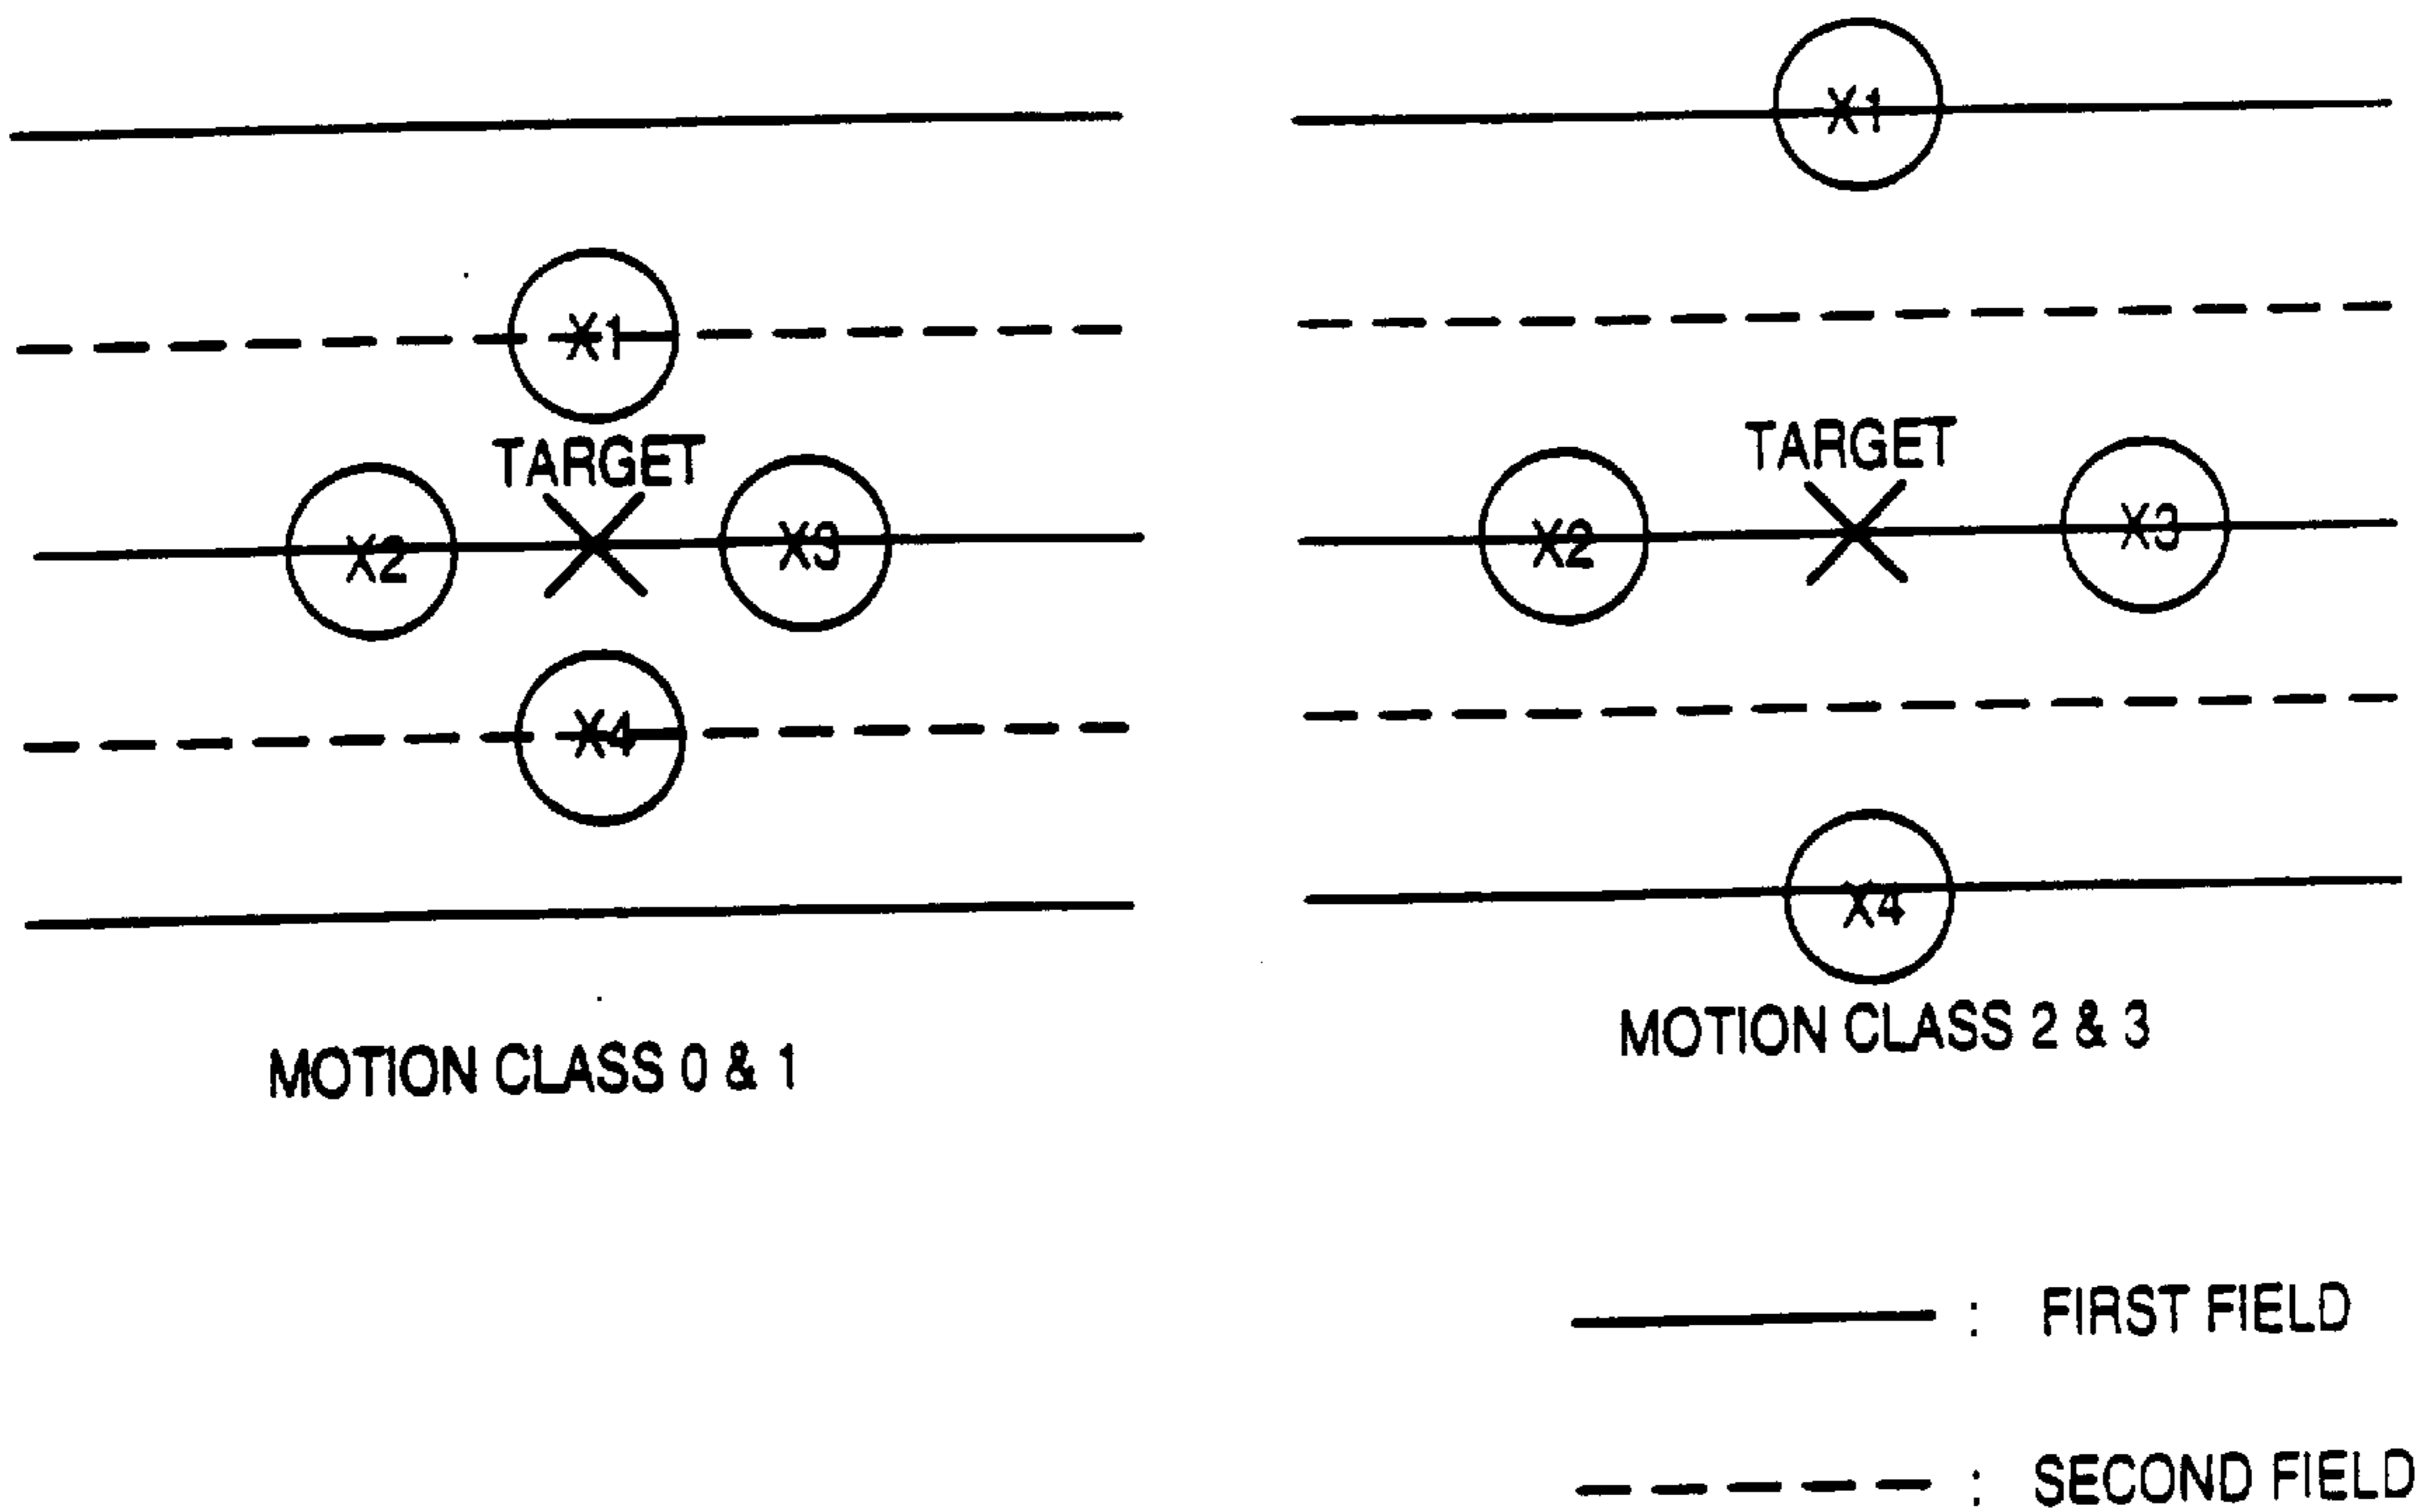 X1
TARGET
X2 X3
X4
MOTION CLASS 0 & 1
X1
TARGET
X2 X3
X4
MOTION CLASS 2 & 3
: FIRST FIELD
: SECOND FIELD